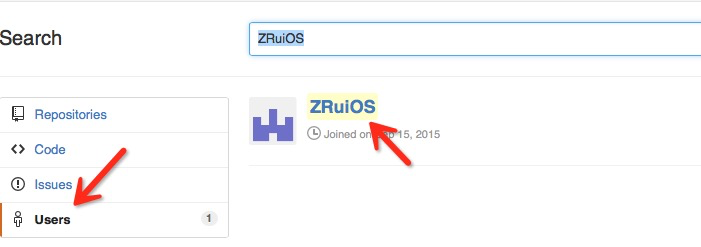 Search
ZRuiOS
Repositories
Code
Issues
Users 1
ZRuiOS
Joined on 15, 2015